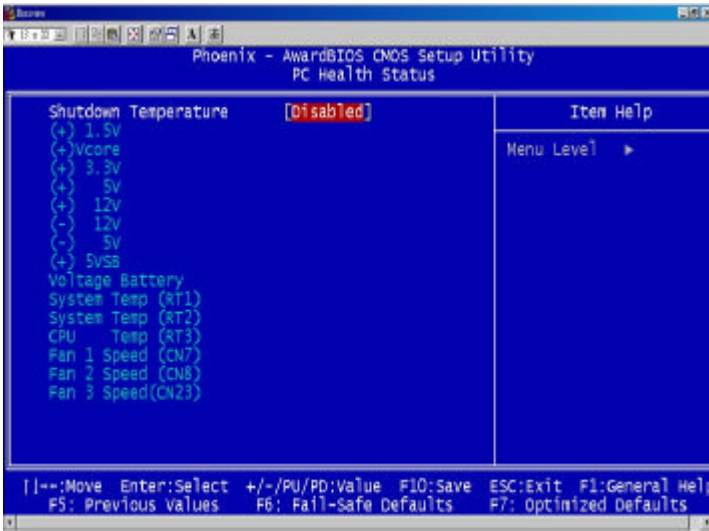 Phoenix - AwardBIOS CMOS Setup Utility
PC Health Status
Shutdown Temperature [Disabled]
(+) 1.5V
(+)Vcore
(+) 3.3V
(+) 5V
(+) 12V
(-) 12V
(-) 5V
(+) 5VSB
Voltage Battery
System Temp (RT1)
System Temp (RT2)
CPU Temp (RT3)
Fan 1 Speed (CN7)
Fan 2 Speed (CN8)
Fan 3 Speed(CN23)
Item Help
Menu Level ►
||→←:Move Enter:Select +/-/PU/PD:Value F10:Save ESC:Exit F1:General Help
F5: Previous Values F6: Fail-Safe Defaults F7: Optimized Defaults